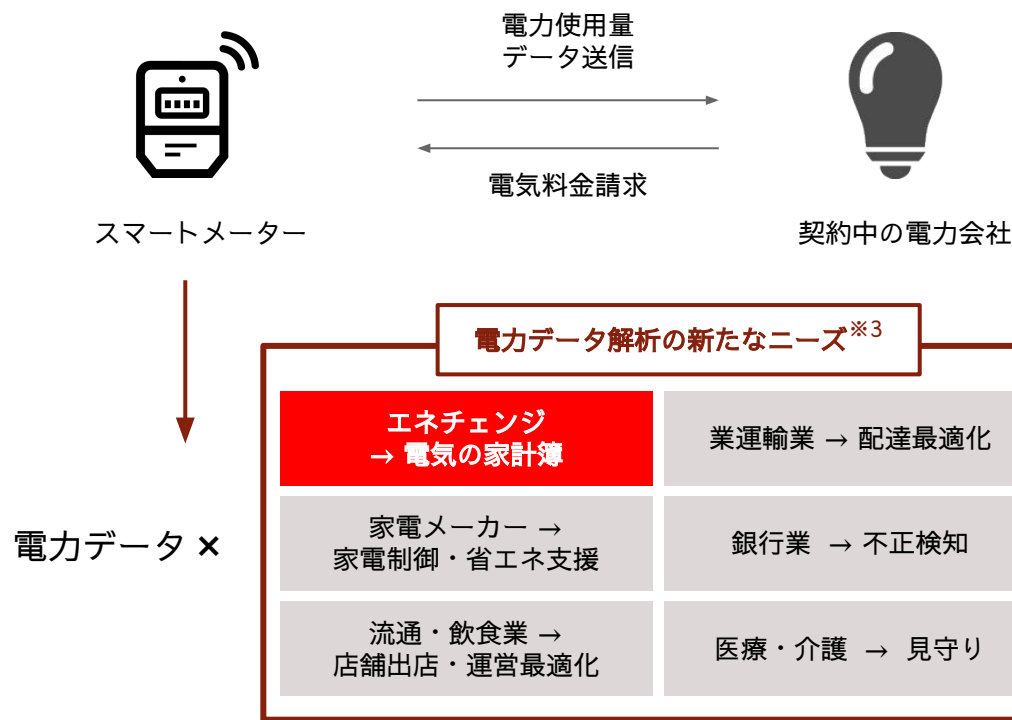 電力使用量
データ送信
電気料金請求
スマートメーター
契約中の電力会社
電力データ解析の新たなニーズ※3
エネチェンジ
→ 電気の家計簿
業運輸業 → 配達最適化
電力データ ×
家電メーカー →
家電制御・省エネ支援
銀行業 → 不正検知
流通・飲食業 →
店舗出店・運営最適化
医療・介護 → 見守り